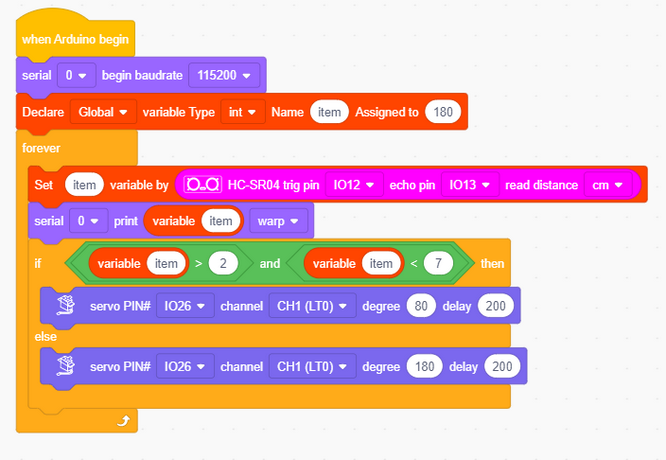 when Arduino begin
serial 0 begin baudrate 115200
Declare Global variable Type int Name item Assigned to 180
forever
Set item variable by HC-SR04 trig pin IO12 echo pin IO13 read distance cm
serial 0 print variable item warp
if variable item > 2 and variable item < 7 then
servo PIN# IO26 channel CH1 (LT0) degree 80 delay 200
else
servo PIN# IO26 channel CH1 (LT0) degree 180 delay 200